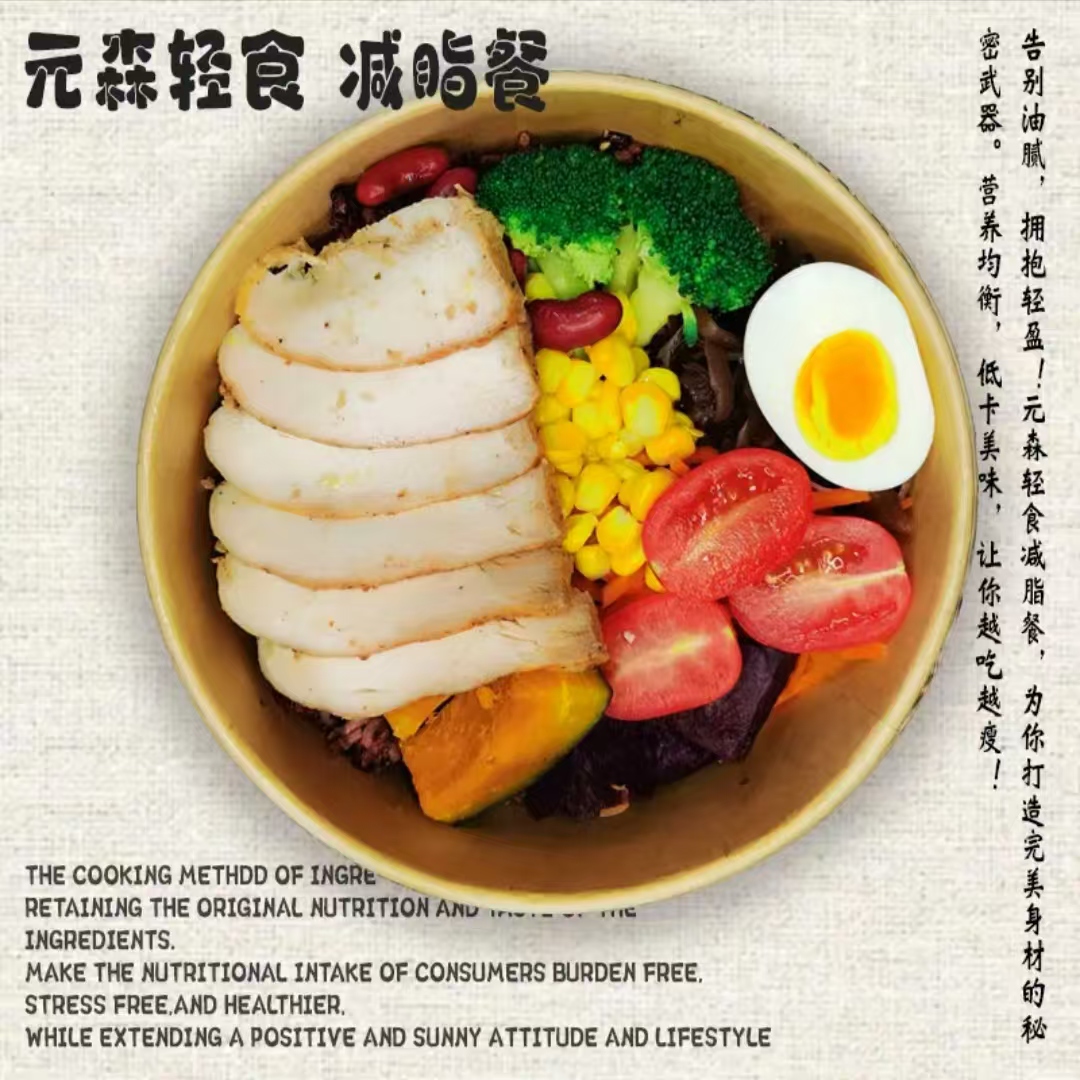 元森轻食 减脂餐
告别油腻，拥抱轻盈！元森轻食减脂餐，为你打造完美身材的秘
密武器。营养均衡，低卡美味，让你越吃越瘦！
THE COOKING METHDD OF INGRE
RETAINING THE ORIGINAL NUTRITION AND TASTE OF THE
INGREDIENTS.
MAKE THE NUTRITIONAL INTAKE OF CONSUMERS BURDEN FREE,
STRESS FREE,AND HEALTHIER,
WHILE EXTENDING A POSITIVE AND SUNNY ATTITUDE AND LIFESTYLE